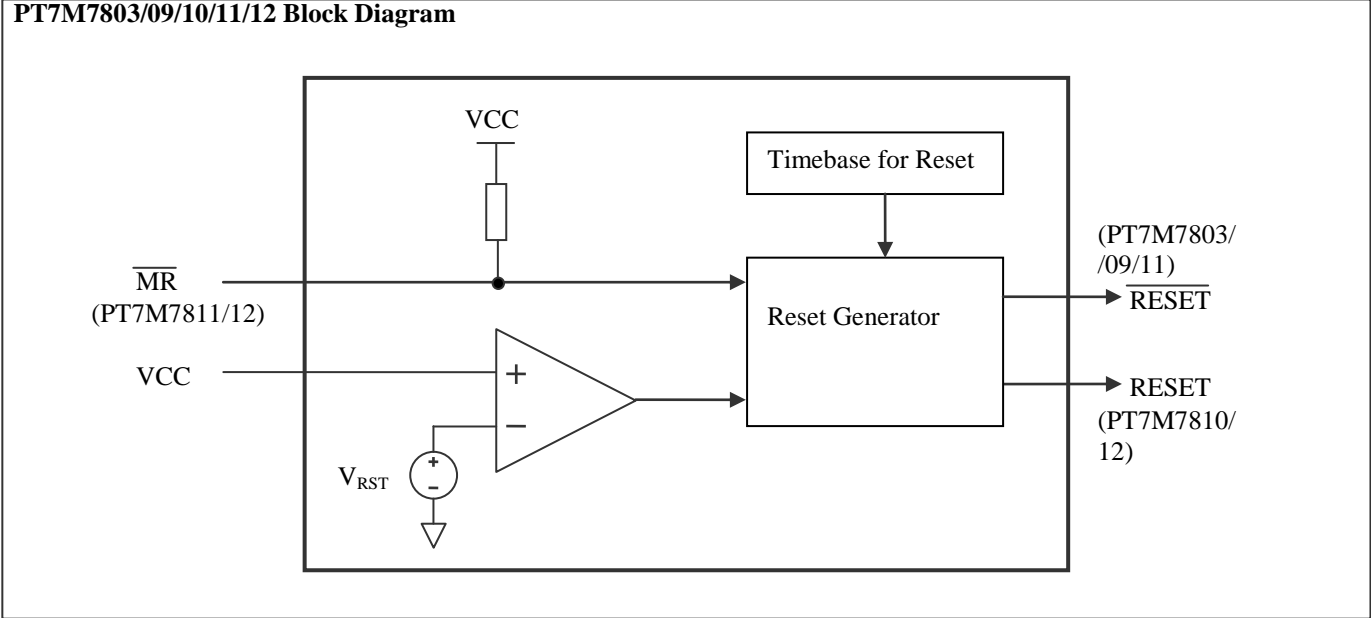 PT7M7803/09/10/11/12 Block Diagram
VCC
Timebase for Reset
(PT7M7803/
/09/11)
MR
(PT7M7811/12)
RESET
Reset Generator
VCC
+
−
RESET
(PT7M7810/
12)
VRST
+
-